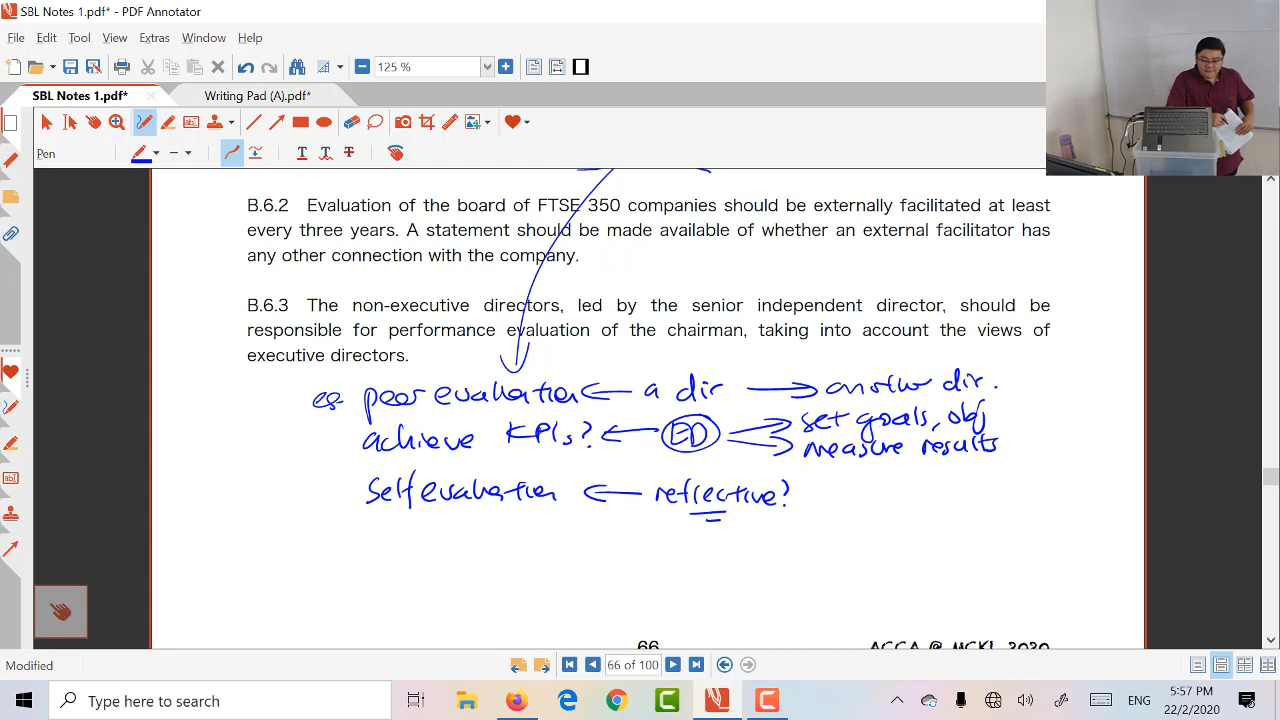 SBL Notes 1.pdf* - PDF Annotator
File Edit Tool View Extras Window Help
125 %
SBL Notes 1.pdf* Writing Pad (A).pdf*
Pen
B.6.2 Evaluation of the board of FTSE 350 companies should be externally facilitated at least
every three years. A statement should be made available of whether an external facilitator has
any other connection with the company.
B.6.3 The non-executive directors, led by the senior independent director, should be
responsible for performance evaluation of the chairman, taking into account the views of
executive directors.
eg peer evaluation ← a dir → another dir.
achieve KPIs? ← ED set goals, obj
measure results
Self evaluation ← reflective?
66 ACCA @ MCKL 2020
Modified 66 of 100
Type here to search ENG 5:57 PM
22/2/2020